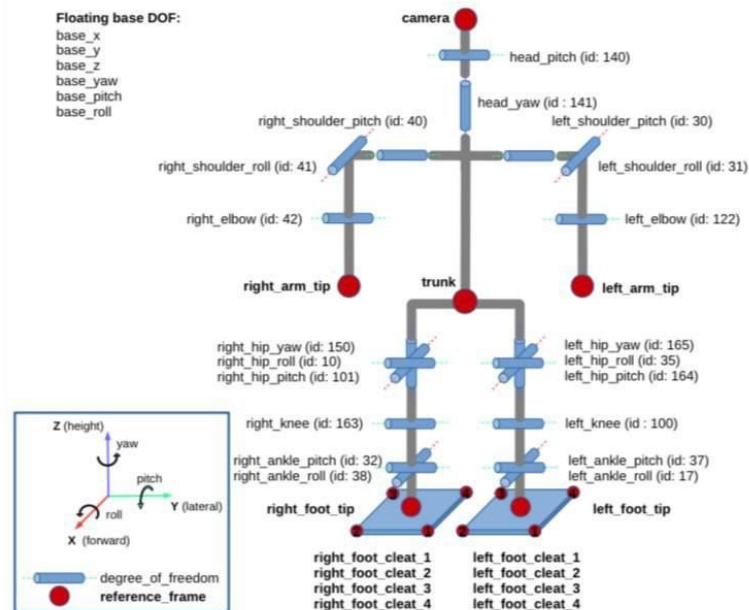 Floating base DOF:
base_x
base_y
base_z
base_yaw
base_pitch
base_roll
camera
head_pitch (id: 140)
head_yaw (id : 141)
right_shoulder_pitch (id: 40)
left_shoulder_pitch (id: 30)
right_shoulder_roll (id: 41)
left_shoulder_roll (id: 31)
right_elbow (id: 42)
left_elbow (id: 122)
right_arm_tip
trunk
left_arm_tip
right_hip_yaw (id: 150)
right_hip_roll (id: 10)
right_hip_pitch (id: 101)
left_hip_yaw (id: 165)
left_hip_roll (id: 35)
left_hip_pitch (id: 164)
right_knee (id: 163)
left_knee (id : 100)
right_ankle_pitch (id: 32)
right_ankle_roll (id: 38)
left_ankle_pitch (id: 37)
left_ankle_roll (id: 17)
right_foot_tip
left_foot_tip
2
1
2
1
right_foot_cleat_1
right_foot_cleat_2
right_foot_cleat_3
right_foot_cleat_4
left_foot_cleat_1
left_foot_cleat_2
left_foot_cleat_3
left_foot_cleat_4
Z (height)
yaw
pitch
Y (lateral)
roll
X (forward)
degree_of_freedom
reference_frame